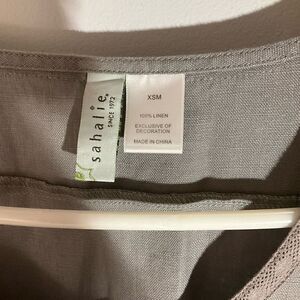 sahalie
SINCE 1972
XSM
100% LINEN
EXCLUSIVE OF
DECORATION
MADE IN CHINA